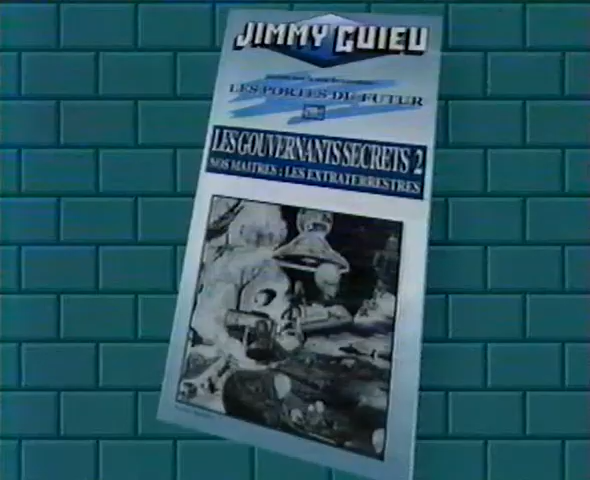 JIMMY GUIEU
LES PORTES DU FUTUR
LES GOUVERNANTS SECRETS 2
NOS MAITRES : LES EXTRATERRESTRES